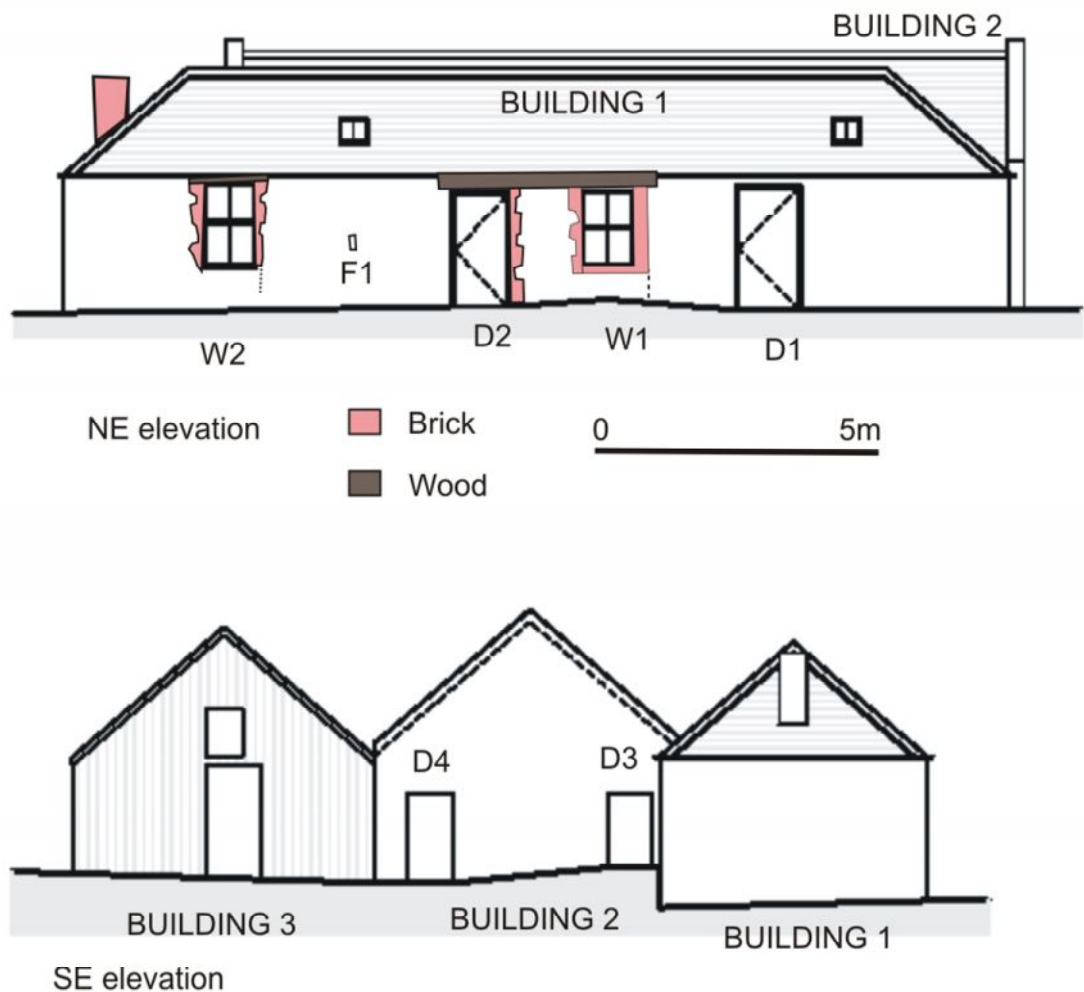 BUILDING 2
BUILDING 1
F1
W2
D2
W1
D1
NE elevation
Brick
0
5m
Wood
D4
D3
BUILDING 3
BUILDING 2
BUILDING 1
SE elevation